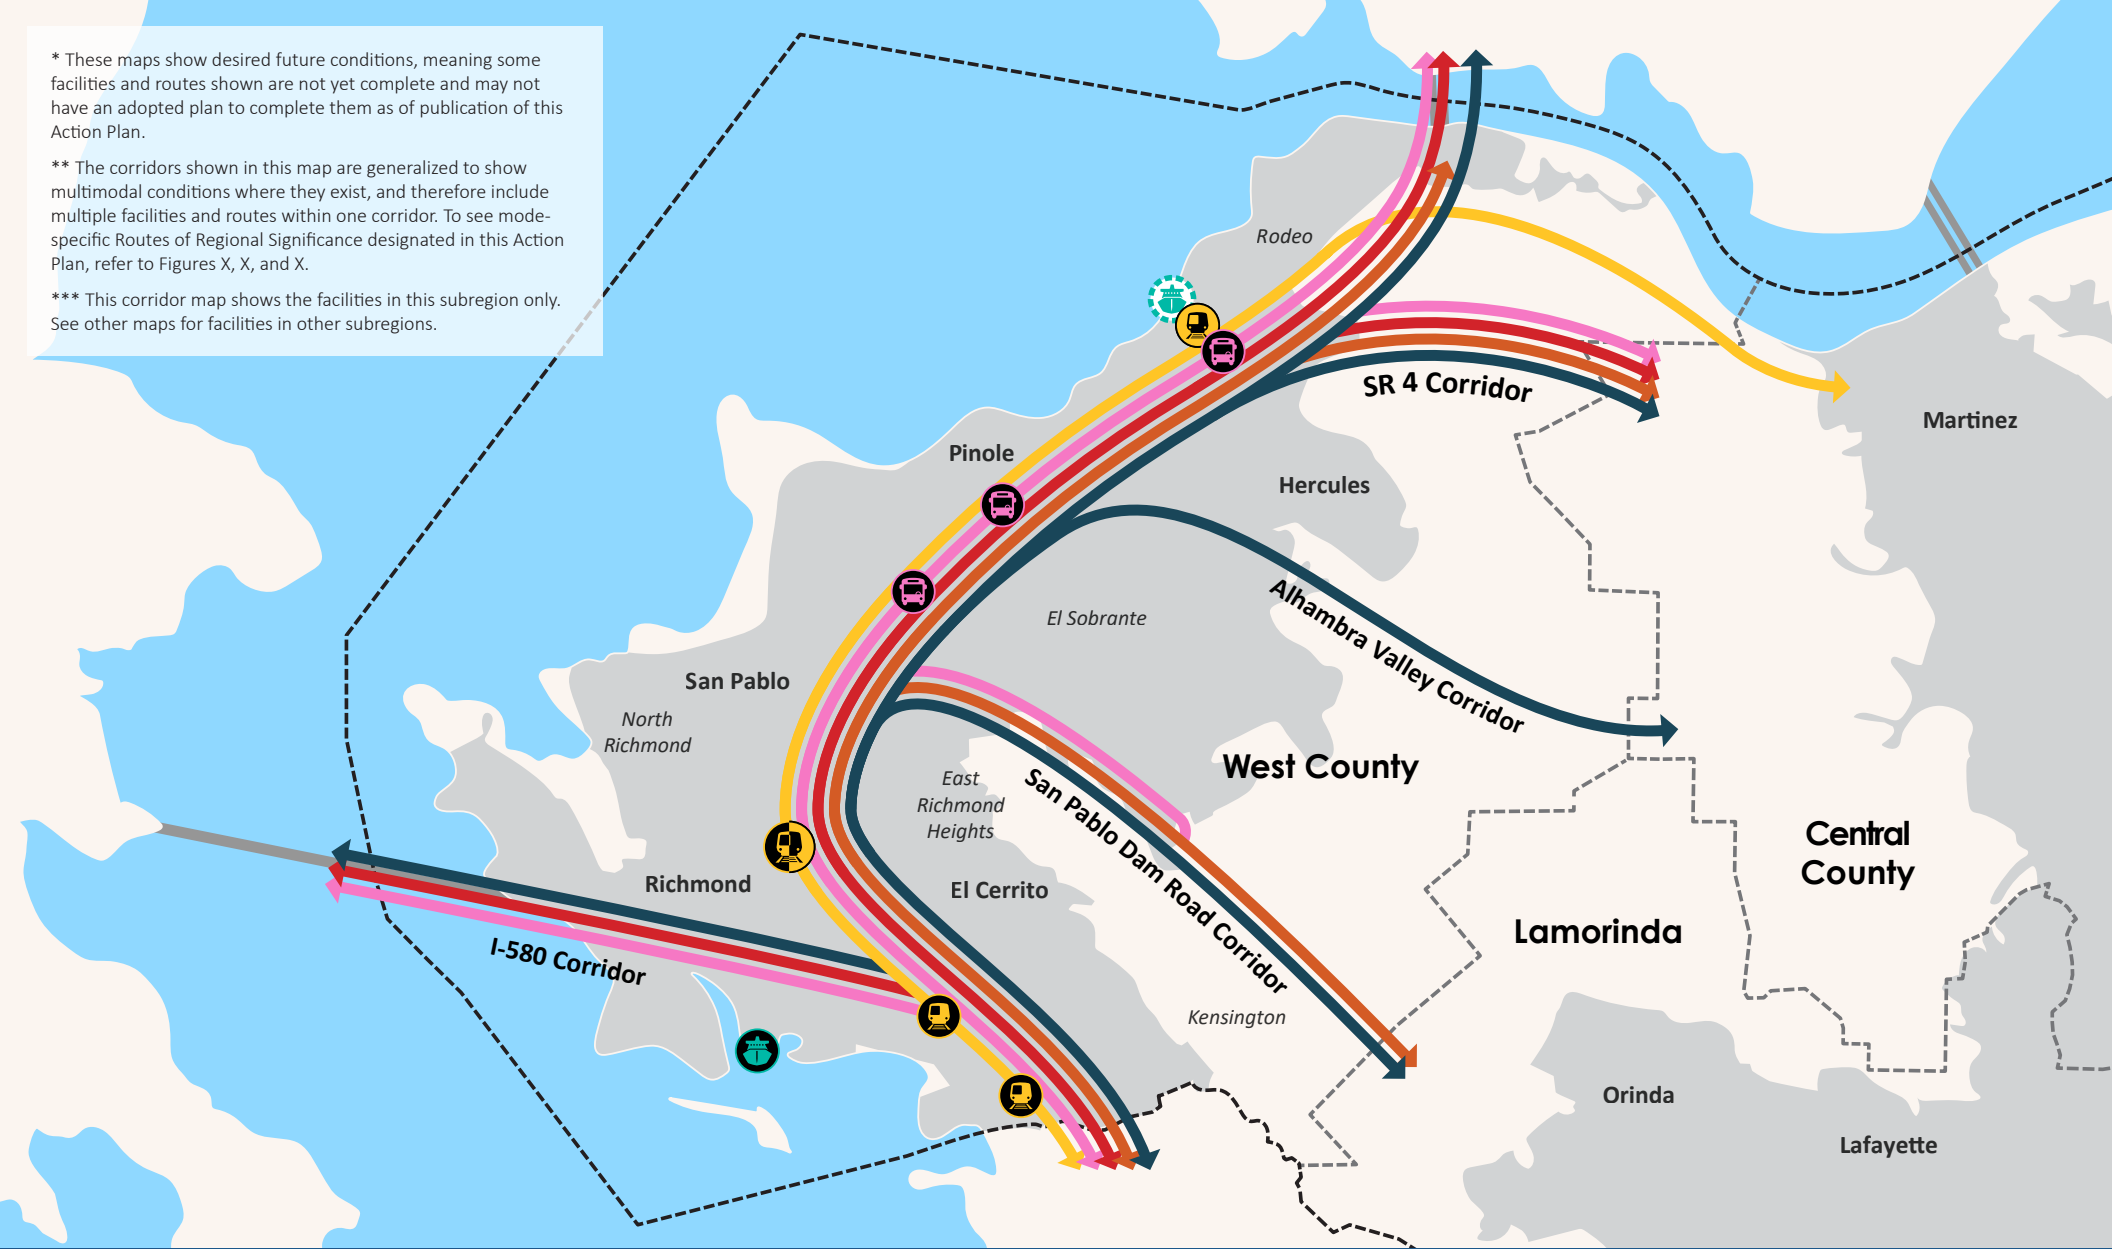 * These maps show desired future conditions, meaning some
facilities and routes shown are not yet complete and may not
have an adopted plan to complete them as of publication of this
Action Plan.
** The corridors shown in this map are generalized to show
multimodal conditions where they exist, and therefore include
multiple facilities and routes within one corridor. To see mode-
specific Routes of Regional Significance designated in this Action
Plan, refer to Figures X, X, and X.
*** This corridor map shows the facilities in this subregion only.
See other maps for facilities in other subregions.
Rodeo
SR 4 Corridor
Martinez
Pinole
Hercules
Alhambra Valley Corridor
El Sobrante
San Pablo
North
Richmond
West County
East
Richmond
Heights
San Pablo Dam Road Corridor
Central
County
Richmond
El Cerrito
Lamorinda
I-580 Corridor
Kensington
Orinda
Lafayette